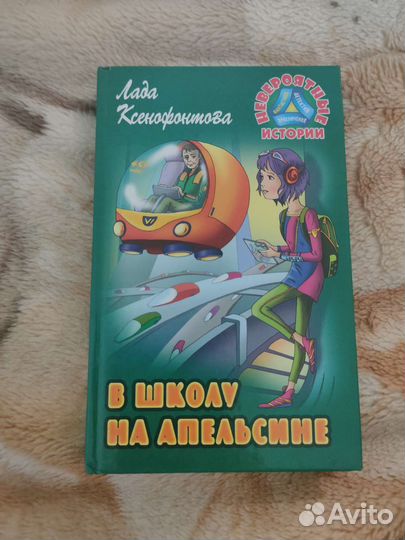 Лада
Ксенофонтова
НЕВЕРОЯТНЫЕ
ИСТОРИИ
В ШКОЛУ
НА АПЕЛЬСИНЕ
Avito